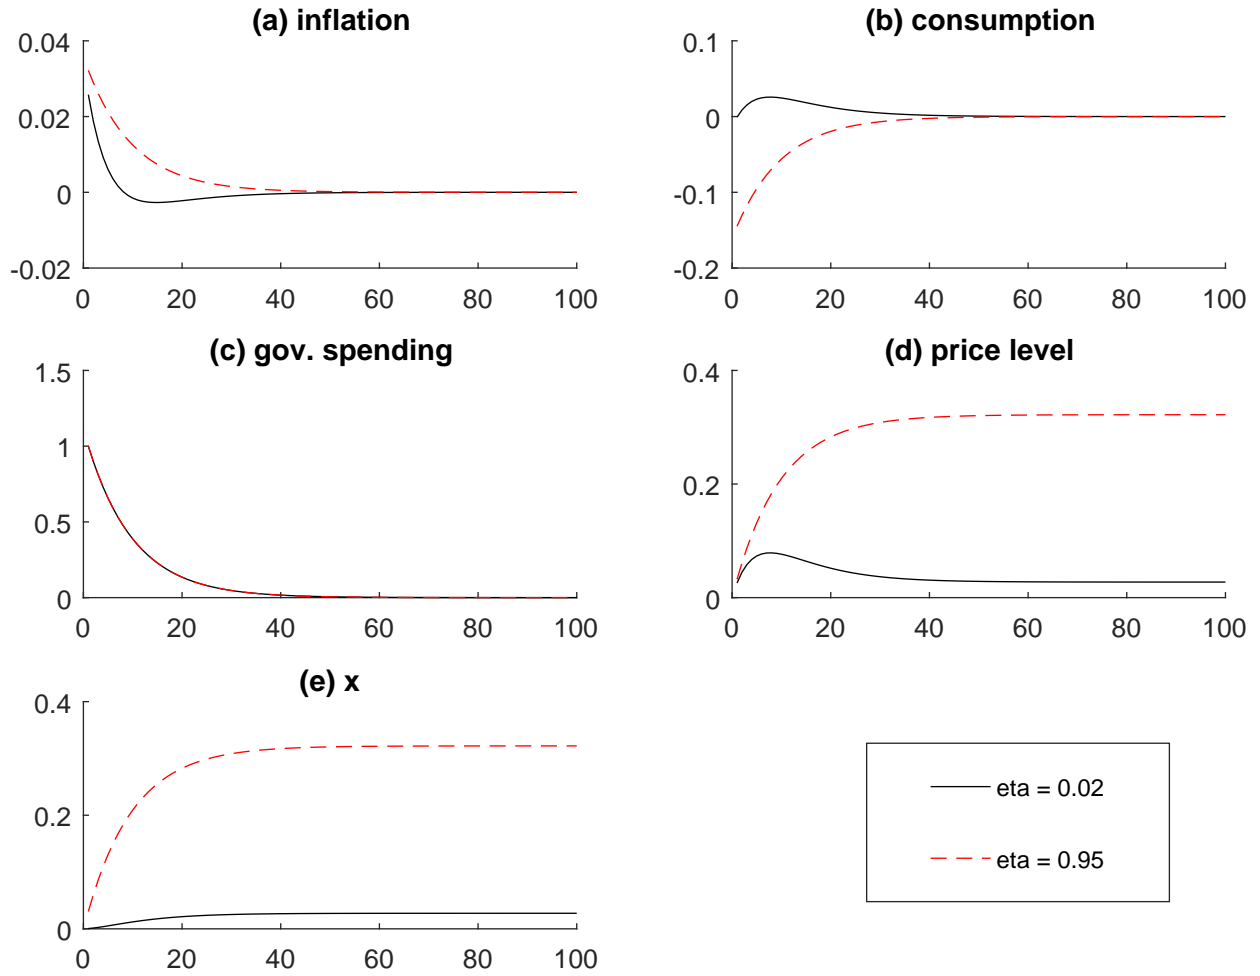 (a) inflation
0.04
0.02
0
-0.02
0 20 40 60 80 100
(b) consumption
0.1
0
-0.1
-0.2
0 20 40 60 80 100
(c) gov. spending
1.5
1
0.5
0
0 20 40 60 80 100
(d) price level
0.4
0.2
0
0 20 40 60 80 100
(e) x
0.4
0.2
0
0 20 40 60 80 100
eta = 0.02
eta = 0.95